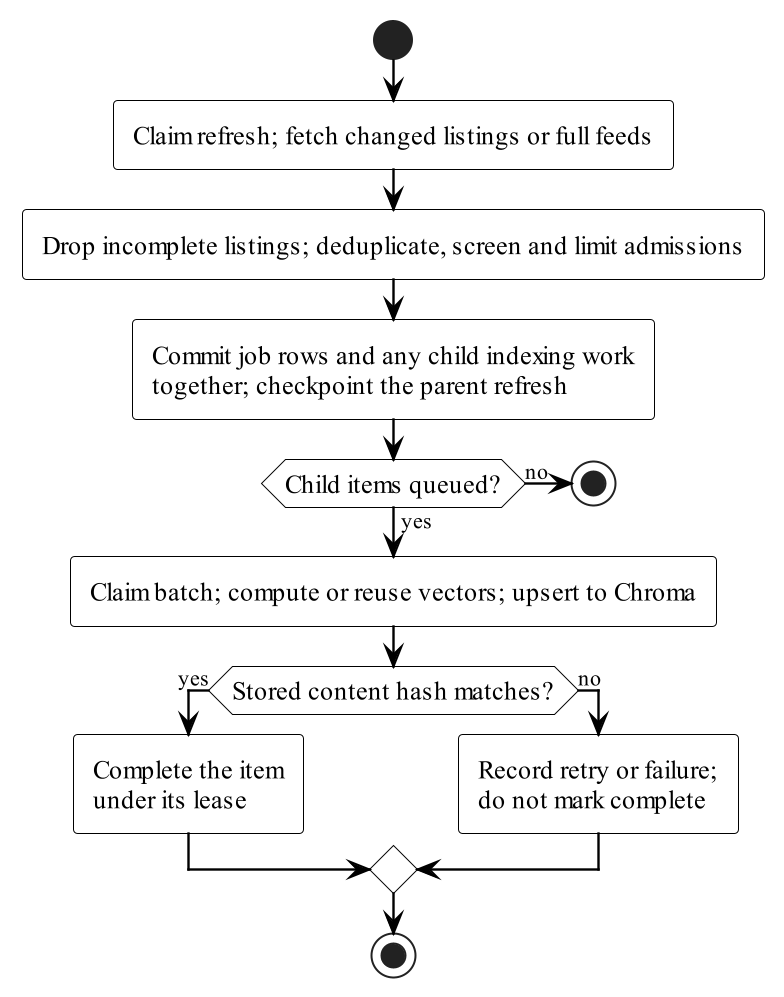 Claim refresh; fetch changed listings or full feeds
Drop incomplete listings; deduplicate, screen and limit admissions
Commit job rows and any child indexing work
together; checkpoint the parent refresh
Child items queued?
no
yes
Claim batch; compute or reuse vectors; upsert to Chroma
yes
Stored content hash matches?
no
Complete the item
under its lease
Record retry or failure;
do not mark complete